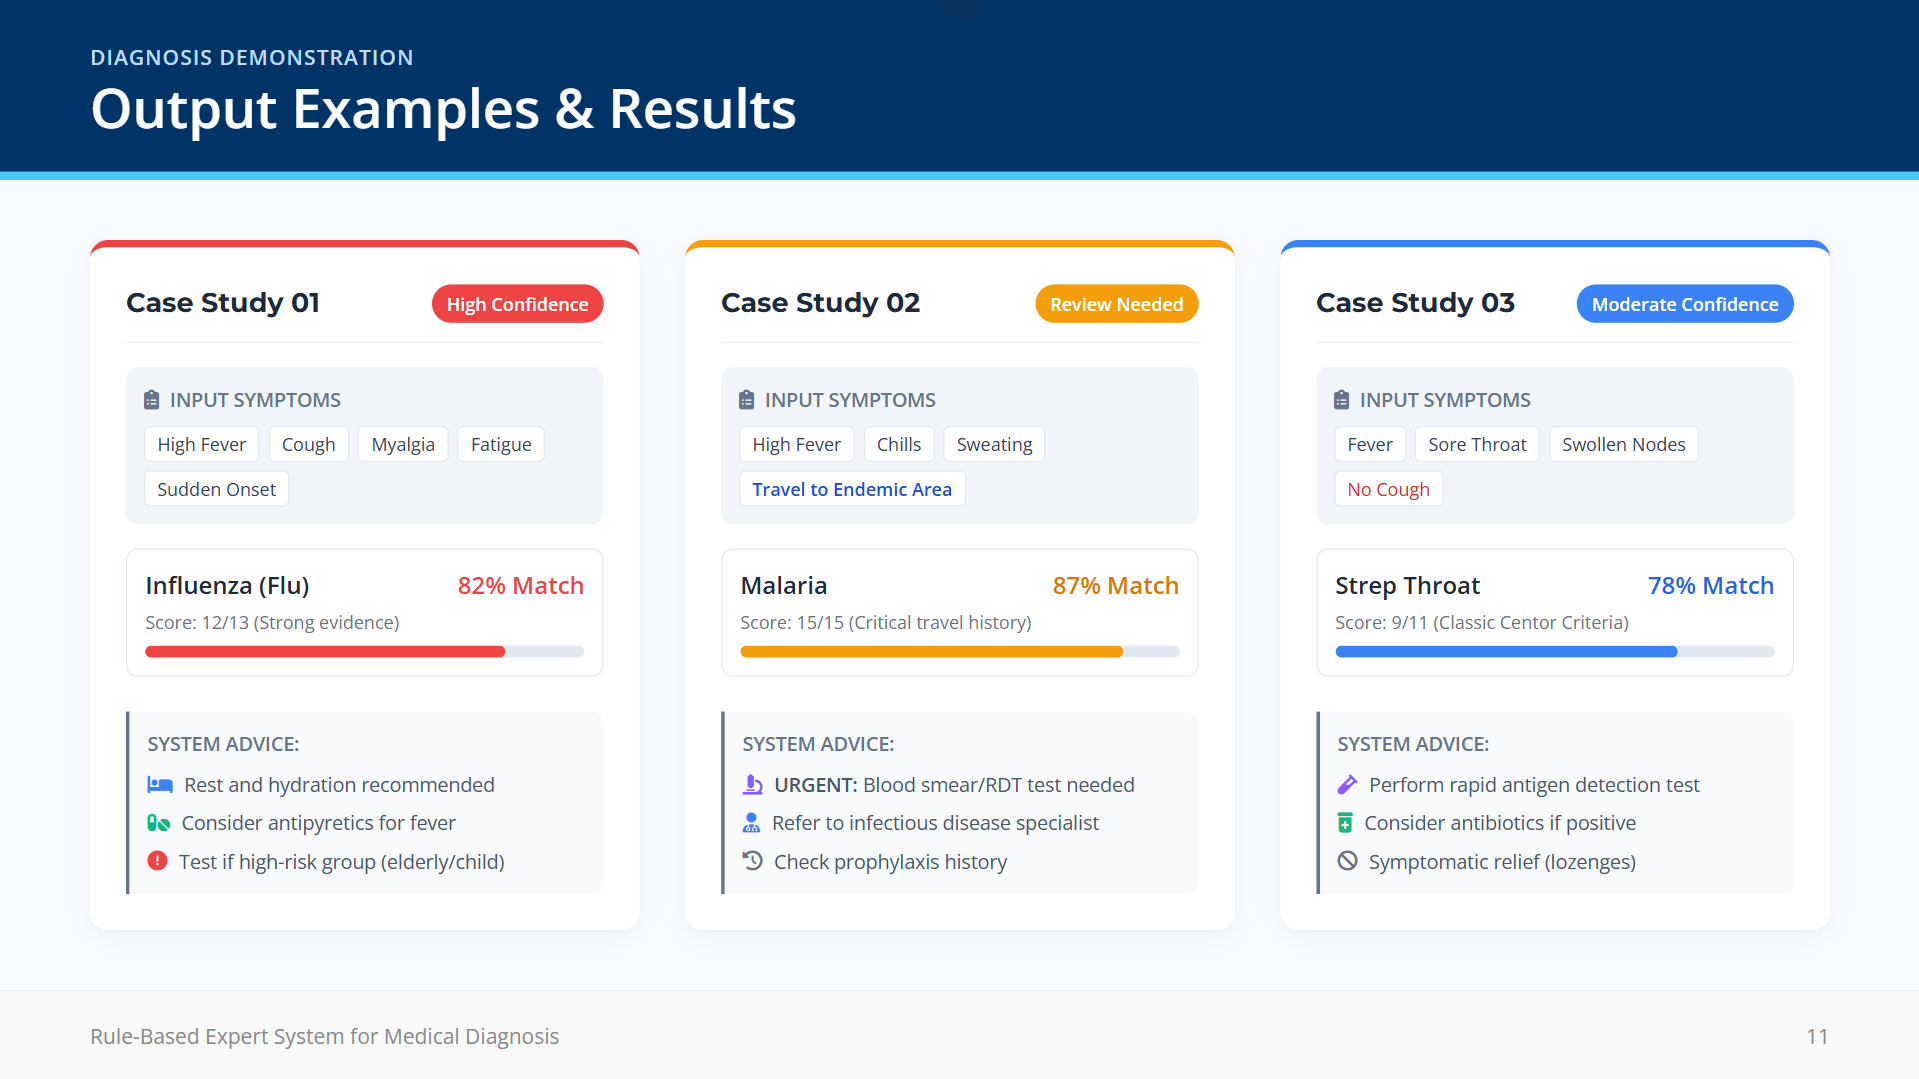 DIAGNOSIS DEMONSTRATION
Output Examples & Results
Case Study 01
High Confidence
INPUT SYMPTOMS
High Fever
Cough
Myalgia
Fatigue
Sudden Onset
Influenza (Flu)
82% Match
Score: 12/13 (Strong evidence)
SYSTEM ADVICE:
Rest and hydration recommended
Consider antipyretics for fever
Test if high-risk group (elderly/child)
Case Study 02
Review Needed
INPUT SYMPTOMS
High Fever
Chills
Sweating
Travel to Endemic Area
Malaria
87% Match
Score: 15/15 (Critical travel history)
SYSTEM ADVICE:
URGENT: Blood smear/RDT test needed
Refer to infectious disease specialist
Check prophylaxis history
Case Study 03
Moderate Confidence
INPUT SYMPTOMS
Fever
Sore Throat
Swollen Nodes
No Cough
Strep Throat
78% Match
Score: 9/11 (Classic Centor Criteria)
SYSTEM ADVICE:
Perform rapid antigen detection test
Consider antibiotics if positive
Symptomatic relief (lozenges)
Rule-Based Expert System for Medical Diagnosis
11